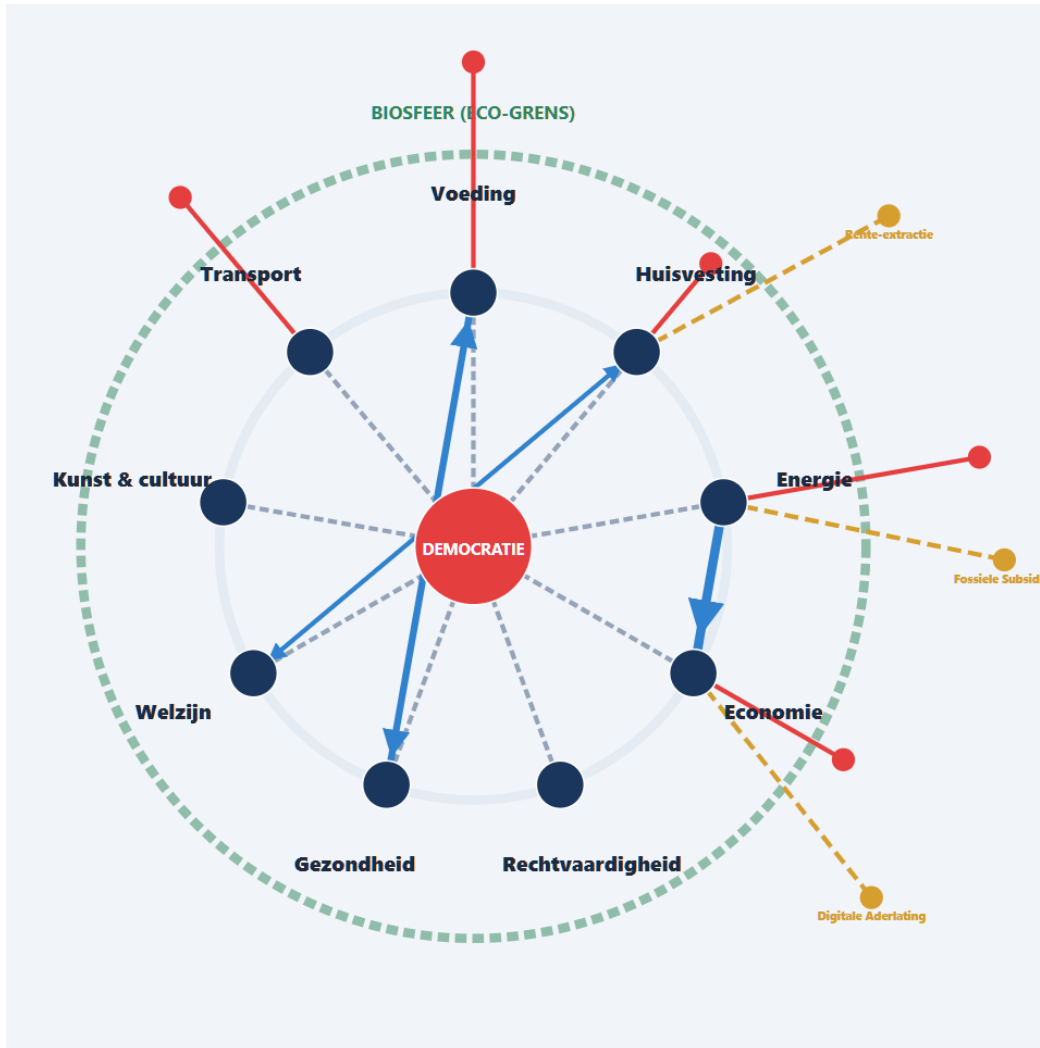 BIOSFEER (ECO-GRENS)
Voeding
Transport
Huisvesting
Rente-extractie
Kunst & cultuur
Energie
DEMOCRATIE
Fossiele Subsid
Welzijn
Economie
Gezondheid
Rechtvaardigheid
Digitale Aderlating